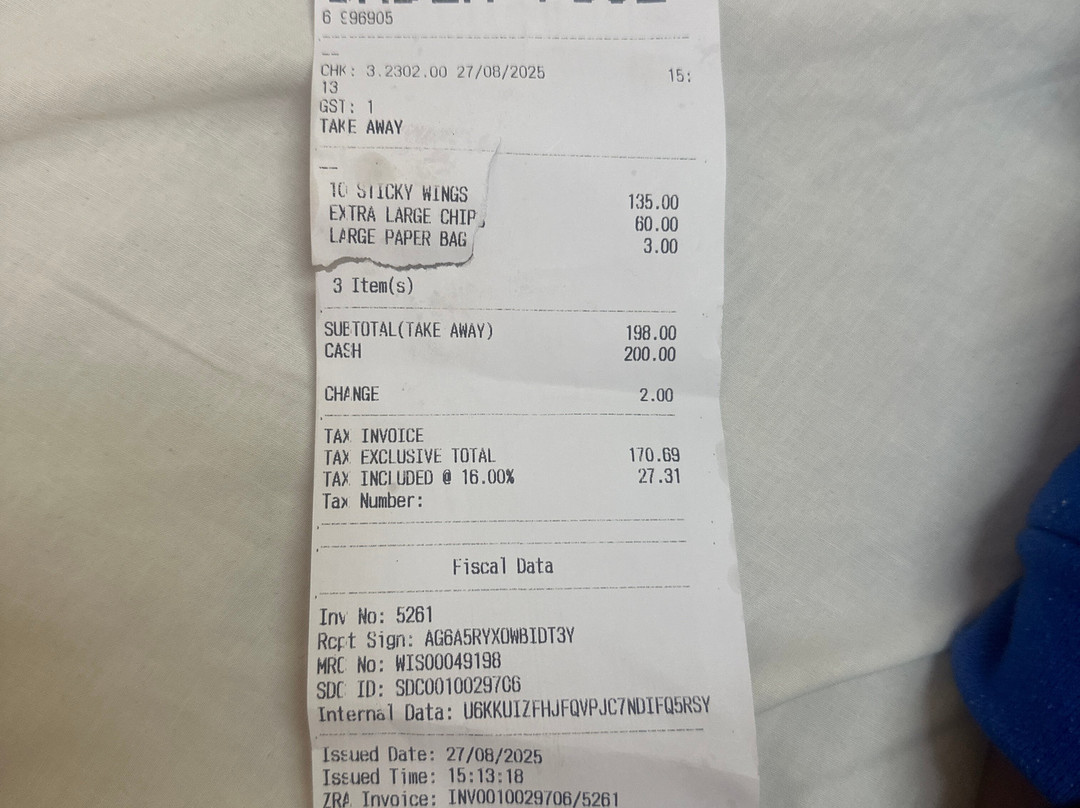 6 996905
--
CHK: 3.2302.00 27/08/2025 15:
13
GST: 1
TAKE AWAY
--
10 STICKY WINGS 135.00
EXTRA LARGE CHIP 60.00
LARGE PAPER BAG 3.00
3 Item(s)
SUBTOTAL(TAKE AWAY) 198.00
CASH 200.00
CHANGE 2.00
TAX INVOICE
TAX EXCLUSIVE TOTAL 170.69
TAX INCLUDED @ 16.00% 27.31
Tax Number:
Fiscal Data
Inv No: 5261
Rcpt Sign: AG6A5RYXOWBIDT3Y
MRC No: WIS00049198
SDC ID: SDC0010029706
Internal Data: U6KKUIZFHJFQVPJC7NDIFQ5RSY
Issued Date: 27/08/2025
Issued Time: 15:13:18
ZRA Invoice: INV0010029706/5261